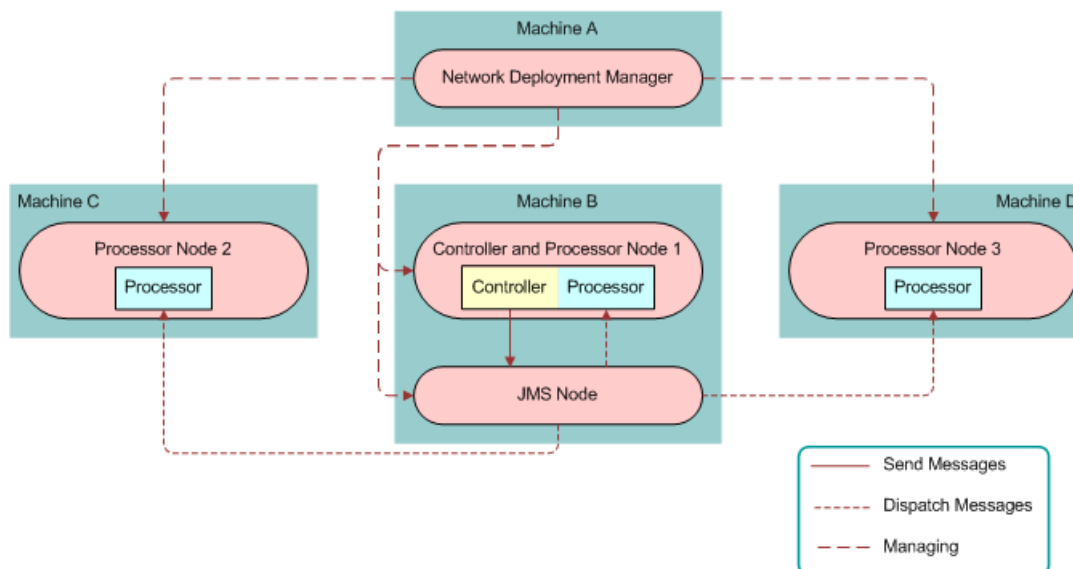 Machine A
Network Deployment Manager
Machine C
Processor Node 2
Processor
Machine B
Controller and Processor Node 1
Controller
Processor
JMS Node
Machine D
Processor Node 3
Processor
Send Messages
Dispatch Messages
Managing